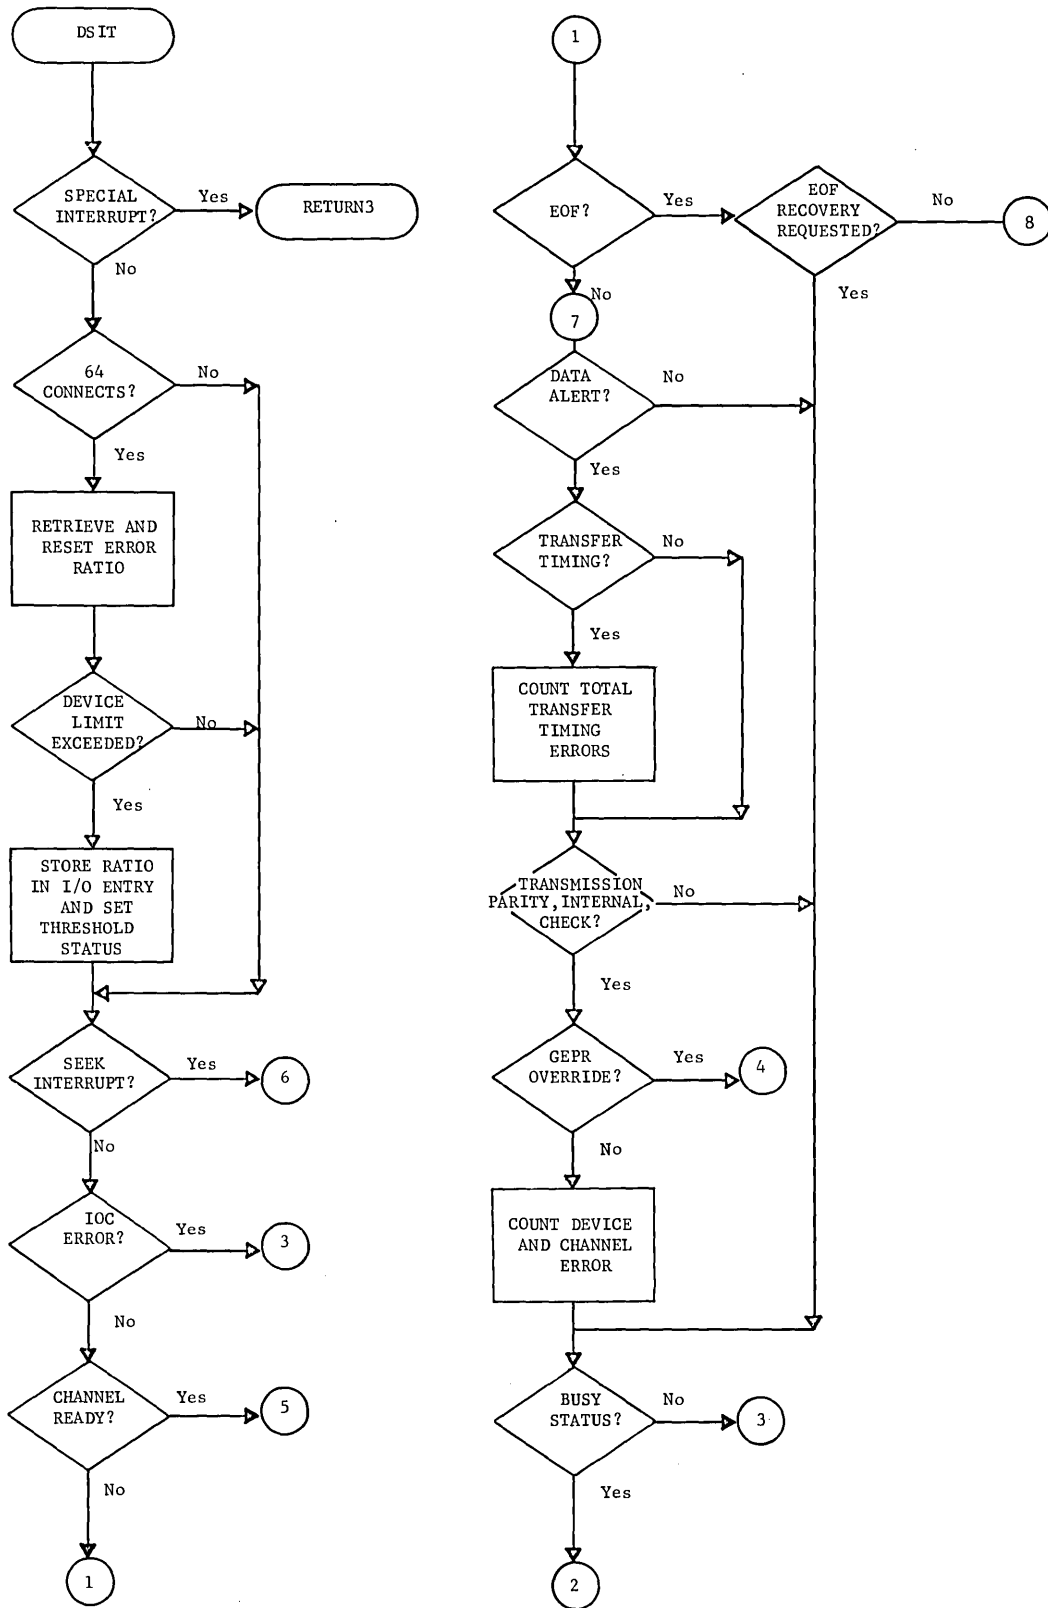 DSIT
SPECIAL
INTERRUPT?
Yes
RETURN3
No
64
CONNECTS?
No
Yes
RETRIEVE AND
RESET ERROR
RATIO
DEVICE
LIMIT
EXCEEDED?
No
Yes
STORE RATIO
IN I/O ENTRY
AND SET
THRESHOLD
STATUS
SEEK
INTERRUPT?
Yes
6
No
IOC
ERROR?
Yes
3
No
CHANNEL
READY?
Yes
5
No
1
1
EOF?
Yes
EOF
RECOVERY
REQUESTED?
No
8
Yes
No
7
DATA
ALERT?
No
Yes
TRANSFER
TIMING?
No
Yes
COUNT TOTAL
TRANSFER
TIMING
ERRORS
TRANSMISSION
PARITY, INTERNAL,
CHECK?
No
Yes
GEPR
OVERRIDE?
Yes
4
No
COUNT DEVICE
AND CHANNEL
ERROR
BUSY
STATUS?
No
3
Yes
2